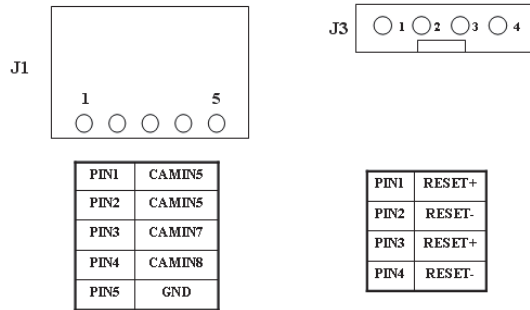 J1
1 5
J3
1 2 3 4
PIN1 CAMIN5
PIN2 CAMIN5
PIN3 CAMIN7
PIN4 CAMIN8
PIN5 GND
PIN1 RESET+
PIN2 RESET-
PIN3 RESET+
PIN4 RESET-